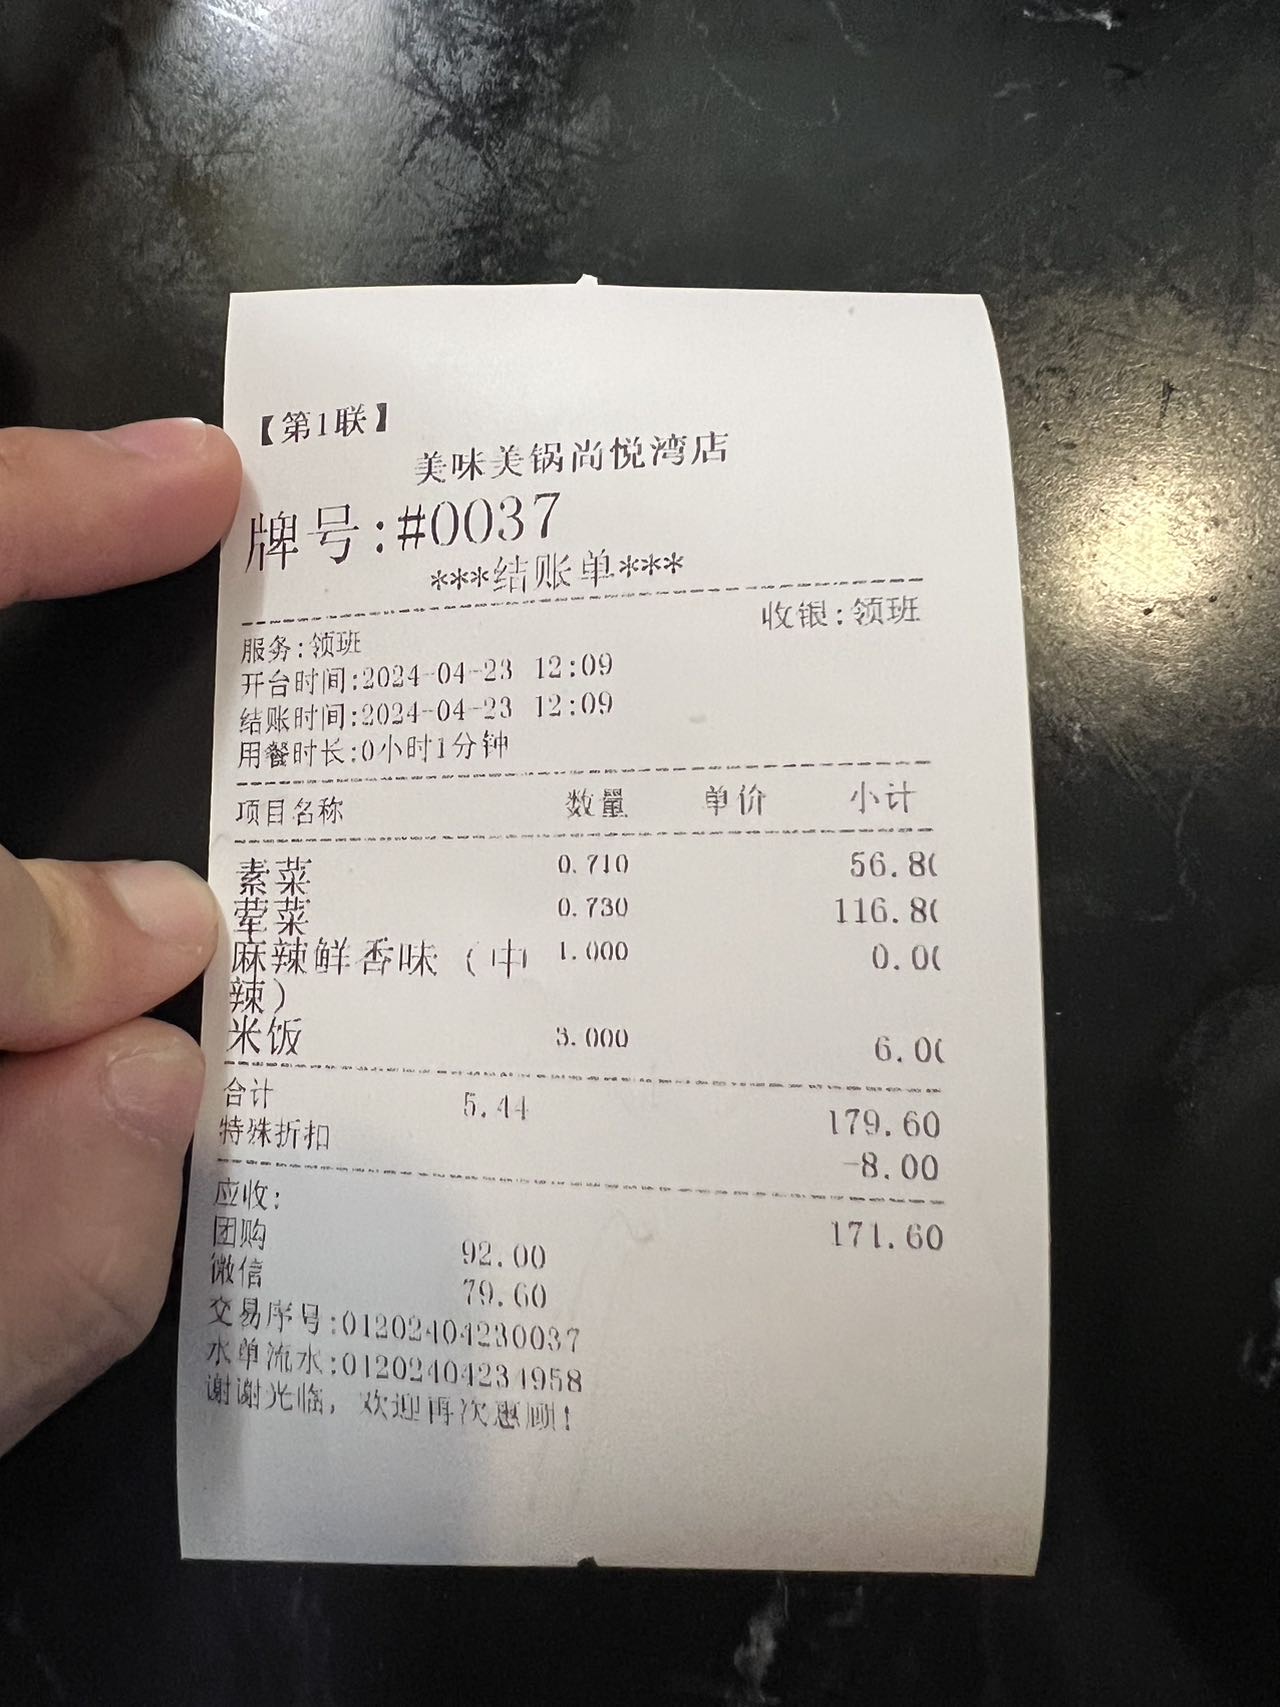 【第1联】
美味美锅尚悦湾店
牌号:#0037
***结账单***
服务:领班 收银:领班
开台时间:2024-04-23 12:09
结账时间:2024-04-23 12:09
用餐时长:0小时1分钟
项目名称 数量 单价 小计
素菜 0.710 56.80
荤菜 0.730 116.80
麻辣鲜香味（中 1.000 0.00
辣）
米饭 3.000 6.00
合计 5.44 179.60
特殊折扣 -8.00
应收: 171.60
团购 92.00
微信 79.60
交易序号:01202404230037
水单流水:01202404234958
谢谢光临，欢迎再次惠顾！